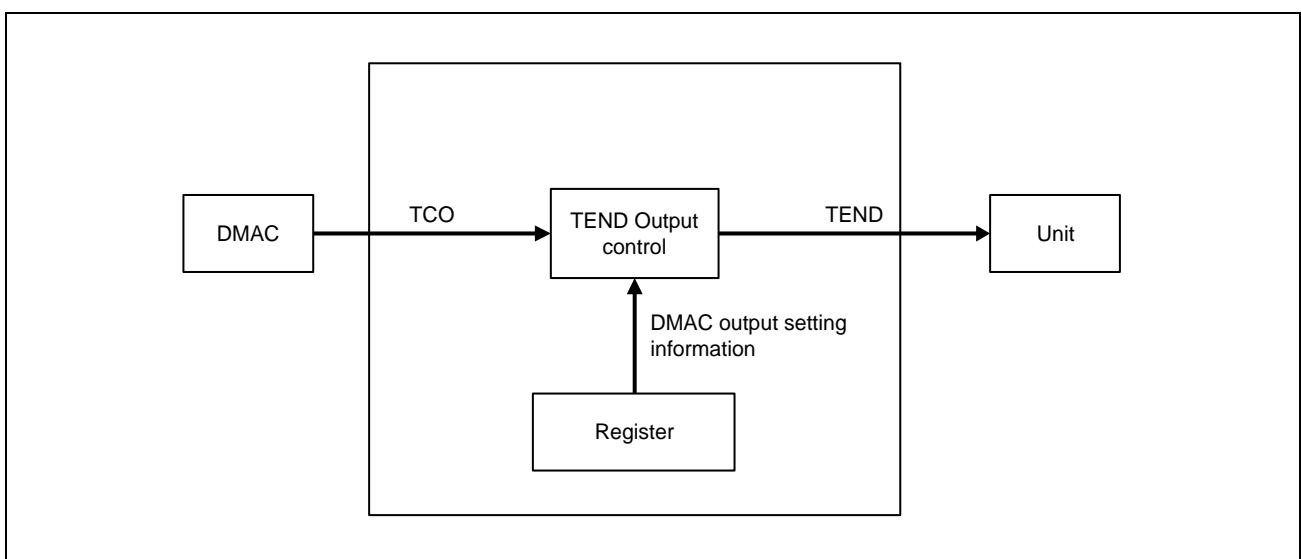 DMAC
TCO
TEND Output
control
TEND
Unit
DMAC output setting
information
Register